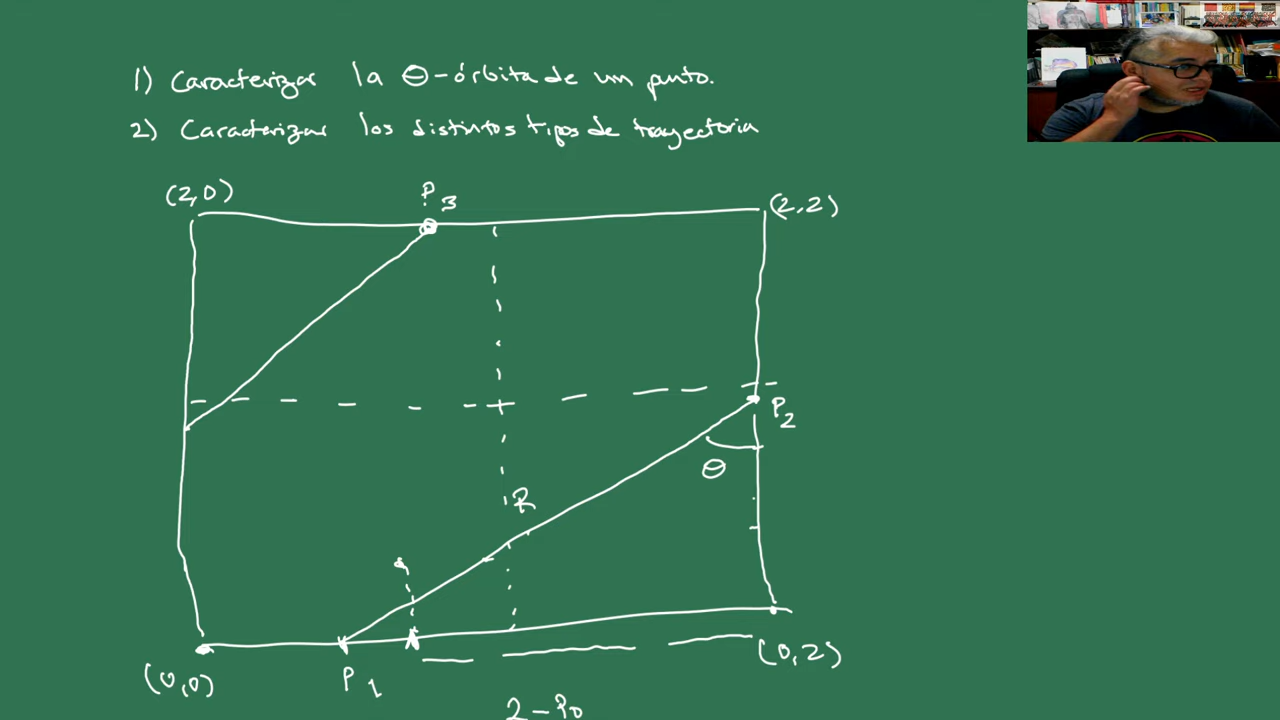 1) Caracterizar la θ-órbita de un punto.
2) Caracterizar los distintos tipos de trayectoria
(2,0)
P3
(2,2)
P2
θ
R
(0,0)
P1
(0,2)
2-P0